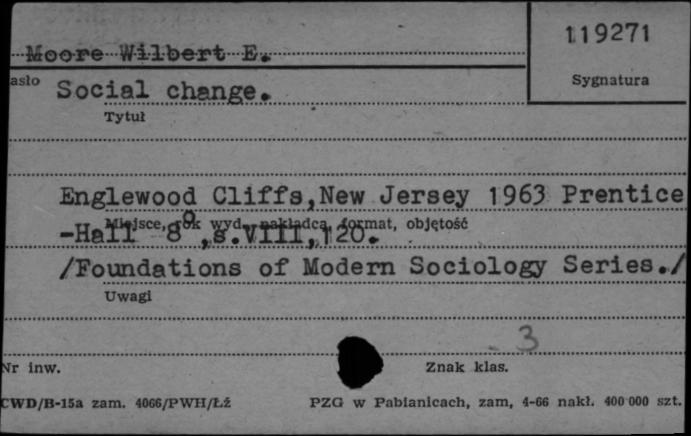 Moore Wilbert E.
119271
asło
Sygnatura
Social change.
Tytuł
Englewood Cliffs,New Jersey 1963 Prentice
Miejsce, rok wyd., nakładca, format, objętość
-Hall 8°,s.VIII,120.
/Foundations of Modern Sociology Series./
Uwagi
3
Nr inw.
Znak klas.
CWD/B-15a zam. 4066/PWH/Łź
PZG w Pabianicach, zam, 4-66 nakł. 400 000 szt.